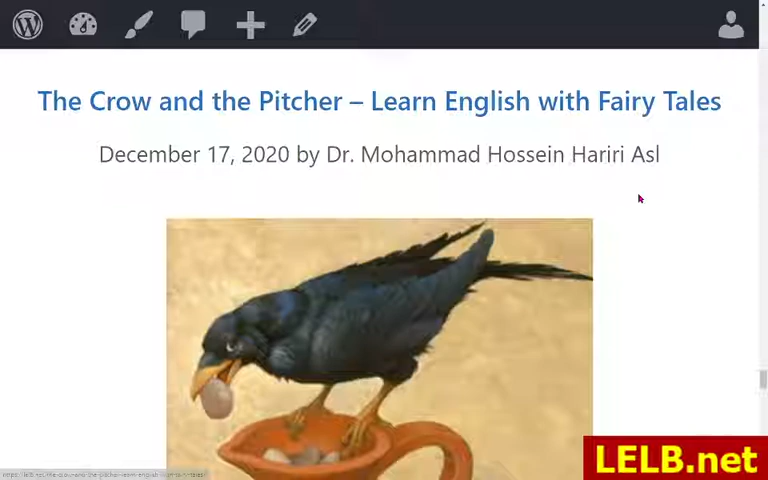 The Crow and the Pitcher – Learn English with Fairy Tales
December 17, 2020 by Dr. Mohammad Hossein Hariri Asl
LELB.net